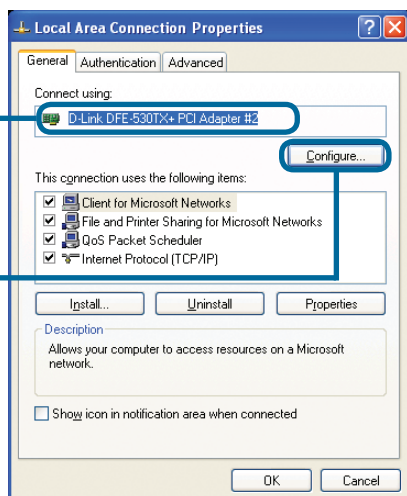 Local Area Connection Properties
General Authentication Advanced
Connect using:
D-Link DFE-530TX+ PCI Adapter #2
Configure...
This connection uses the following items:
Client for Microsoft Networks
File and Printer Sharing for Microsoft Networks
QoS Packet Scheduler
Internet Protocol (TCP/IP)
Install... Uninstall Properties
Description
Allows your computer to access resources on a Microsoft
network.
Show icon in notification area when connected
OK Cancel